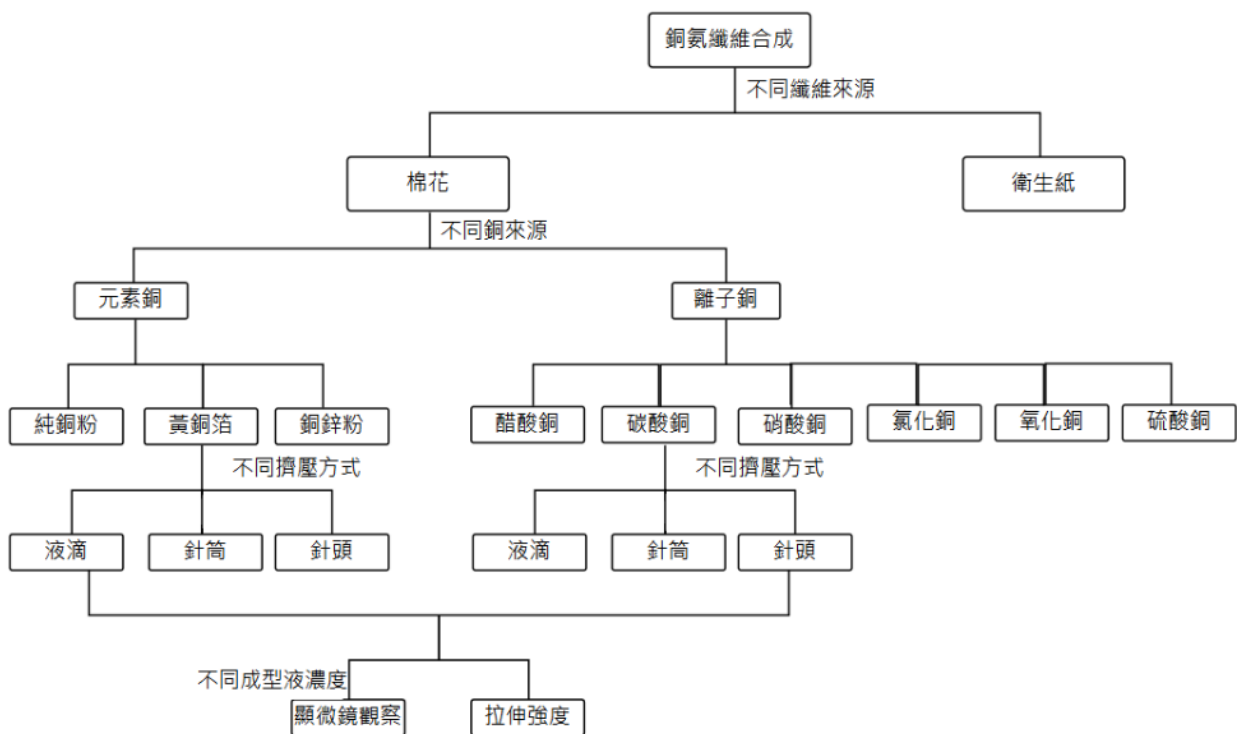 銅氨纖維合成
不同纖維來源
棉花
衛生紙
不同銅來源
元素銅
離子銅
純銅粉
黃銅箔
銅鋅粉
醋酸銅
碳酸銅
硝酸銅
氯化銅
氧化銅
硫酸銅
不同擠壓方式
不同擠壓方式
液滴
針筒
針頭
液滴
針筒
針頭
不同成型液濃度
顯微鏡觀察
拉伸強度